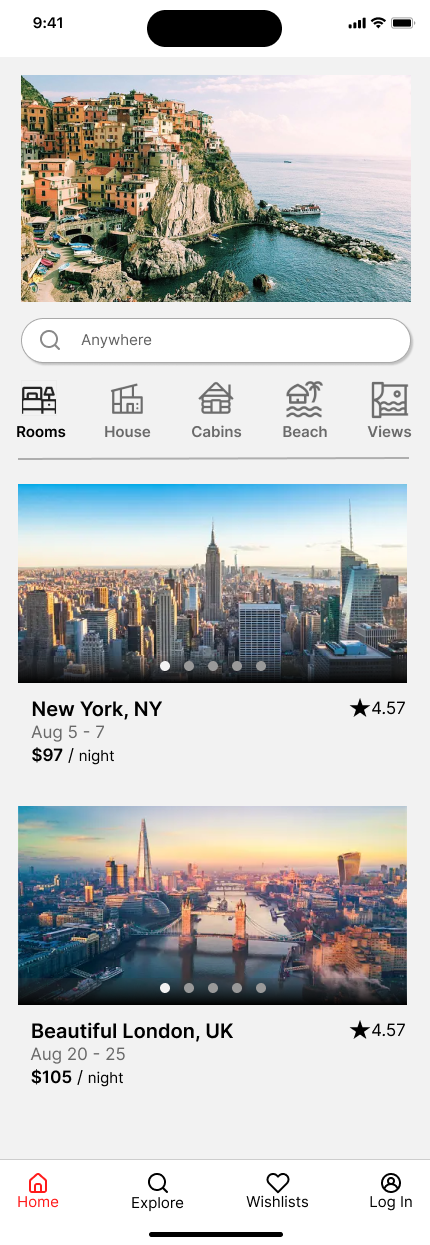 9:41
Anywhere
Rooms House Cabins Beach Views
New York, NY ★4.57
Aug 5 - 7
$97 / night
Beautiful London, UK ★4.57
Aug 20 - 25
$105 / night
Home Explore Wishlists Log In